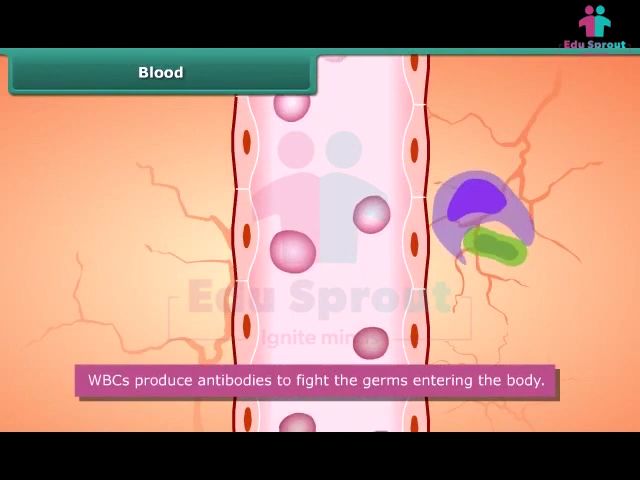 Edu Sprout
Blood
Edu Sprout
Ignite minds
WBCs produce antibodies to fight the germs entering the body.